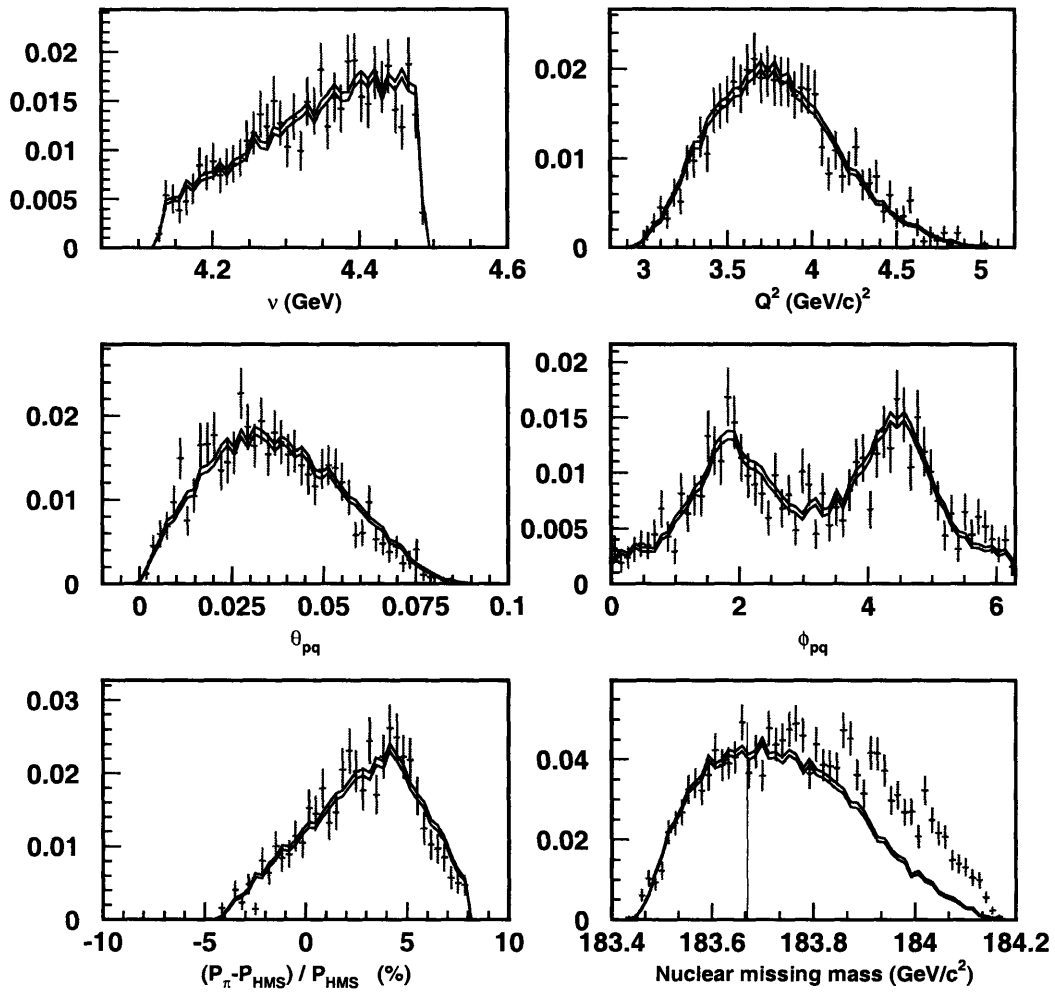 0.02
0.015
0.01
0.005
0
4.2 4.4 4.6
ν (GeV)
0.02
0.01
0
3 3.5 4 4.5 5
Q² (GeV/c)²
0.02
0.01
0
0 0.025 0.05 0.075 0.1
θpq
0.02
0.015
0.01
0.005
0
0 2 4 6
ϕpq
0.03
0.02
0.01
0
-10 -5 0 5 10
(Pπ-PHMS) / PHMS (%)
0.04
0.02
0
183.4 183.6 183.8 184 184.2
Nuclear missing mass (GeV/c²)